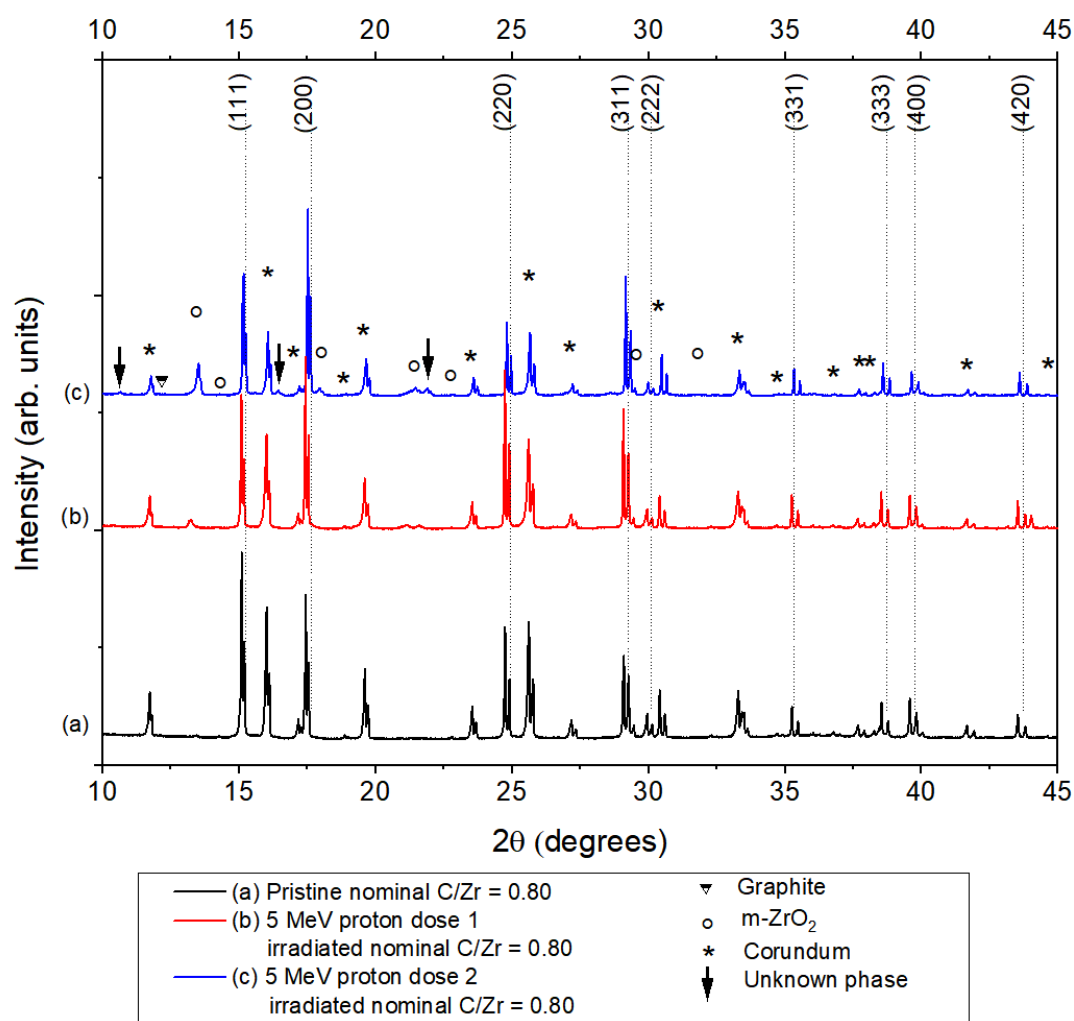 10 15 20 25 30 35 40 45
(111) (200) (220) (311) (222) (331) (333) (400) (420)
Intensity (arb. units)
(c)
(b)
(a)
10 15 20 25 30 35 40 45
2θ (degrees)
(a) Pristine nominal C/Zr = 0.80
(b) 5 MeV proton dose 1
irradiated nominal C/Zr = 0.80
(c) 5 MeV proton dose 2
irradiated nominal C/Zr = 0.80
Graphite
m-ZrO₂
* Corundum
Unknown phase